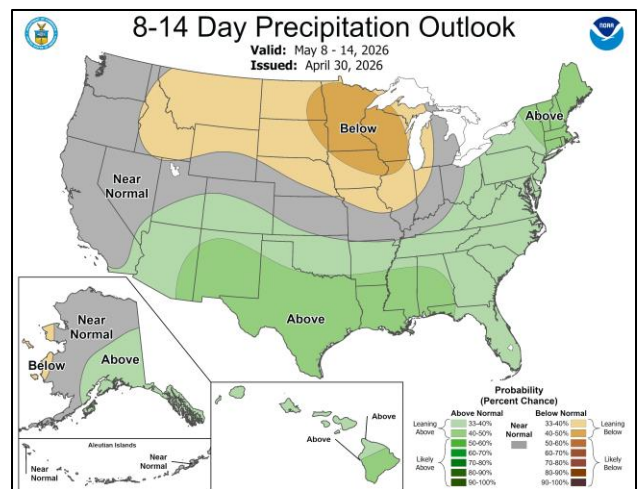 8-14 Day Precipitation Outlook
Valid: May 8 - 14, 2026
Issued: April 30, 2026
NOAA
Below
Above
Near
Normal
Above
Near
Normal
Below
Above
Aleutian Islands
Near
Normal
Near
Normal
Above
Above
Probability
(Percent Chance)
Above Normal
Leaning
Above
33-40%
40-50%
Likely
Above
50-60%
60-70%
70-80%
80-90%
90-100%
Near
Normal
Below Normal
33-40%
40-50%
Leaning
Below
50-60%
60-70%
70-80%
80-90%
90-100%
Likely
Below